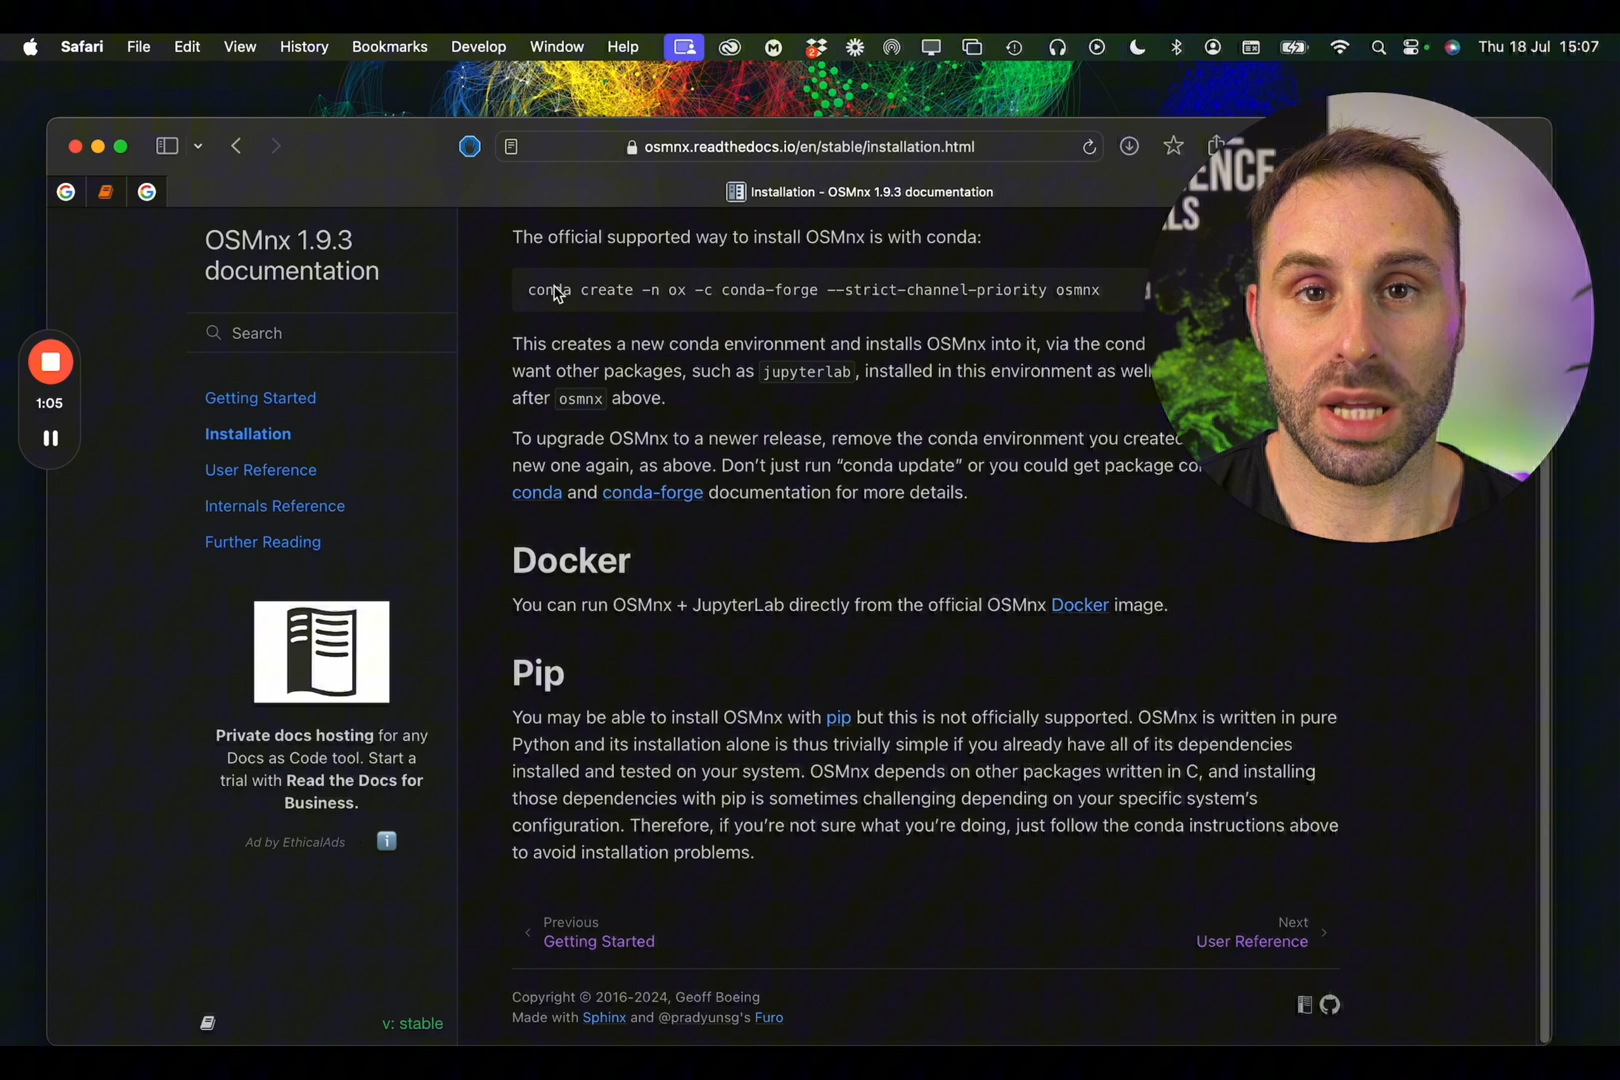 Safari File Edit View History Bookmarks Develop Window Help 2 Thu 18 Jul 15:07
osmnx.readthedocs.io/en/stable/installation.html
Installation - OSMnx 1.9.3 documentation
ENCE
LS
OSMnx 1.9.3
documentation
Search
1:05
Getting Started
Installation
User Reference
Internals Reference
Further Reading
Private docs hosting for any
Docs as Code tool. Start a
trial with Read the Docs for
Business.
Ad by EthicalAds
v: stable
The official supported way to install OSMnx is with conda:
conda create -n ox -c conda-forge --strict-channel-priority osmnx
This creates a new conda environment and installs OSMnx into it, via the cond
want other packages, such as jupyterlab, installed in this environment as well
after osmnx above.
To upgrade OSMnx to a newer release, remove the conda environment you created
new one again, as above. Don’t just run “conda update” or you could get package co
conda and conda-forge documentation for more details.
Docker
You can run OSMnx + JupyterLab directly from the official OSMnx Docker image.
Pip
You may be able to install OSMnx with pip but this is not officially supported. OSMnx is written in pure
Python and its installation alone is thus trivially simple if you already have all of its dependencies
installed and tested on your system. OSMnx depends on other packages written in C, and installing
those dependencies with pip is sometimes challenging depending on your specific system’s
configuration. Therefore, if you’re not sure what you’re doing, just follow the conda instructions above
to avoid installation problems.
Previous
Getting Started
Next
User Reference
Copyright © 2016-2024, Geoff Boeing
Made with Sphinx and @pradyunsg's Furo